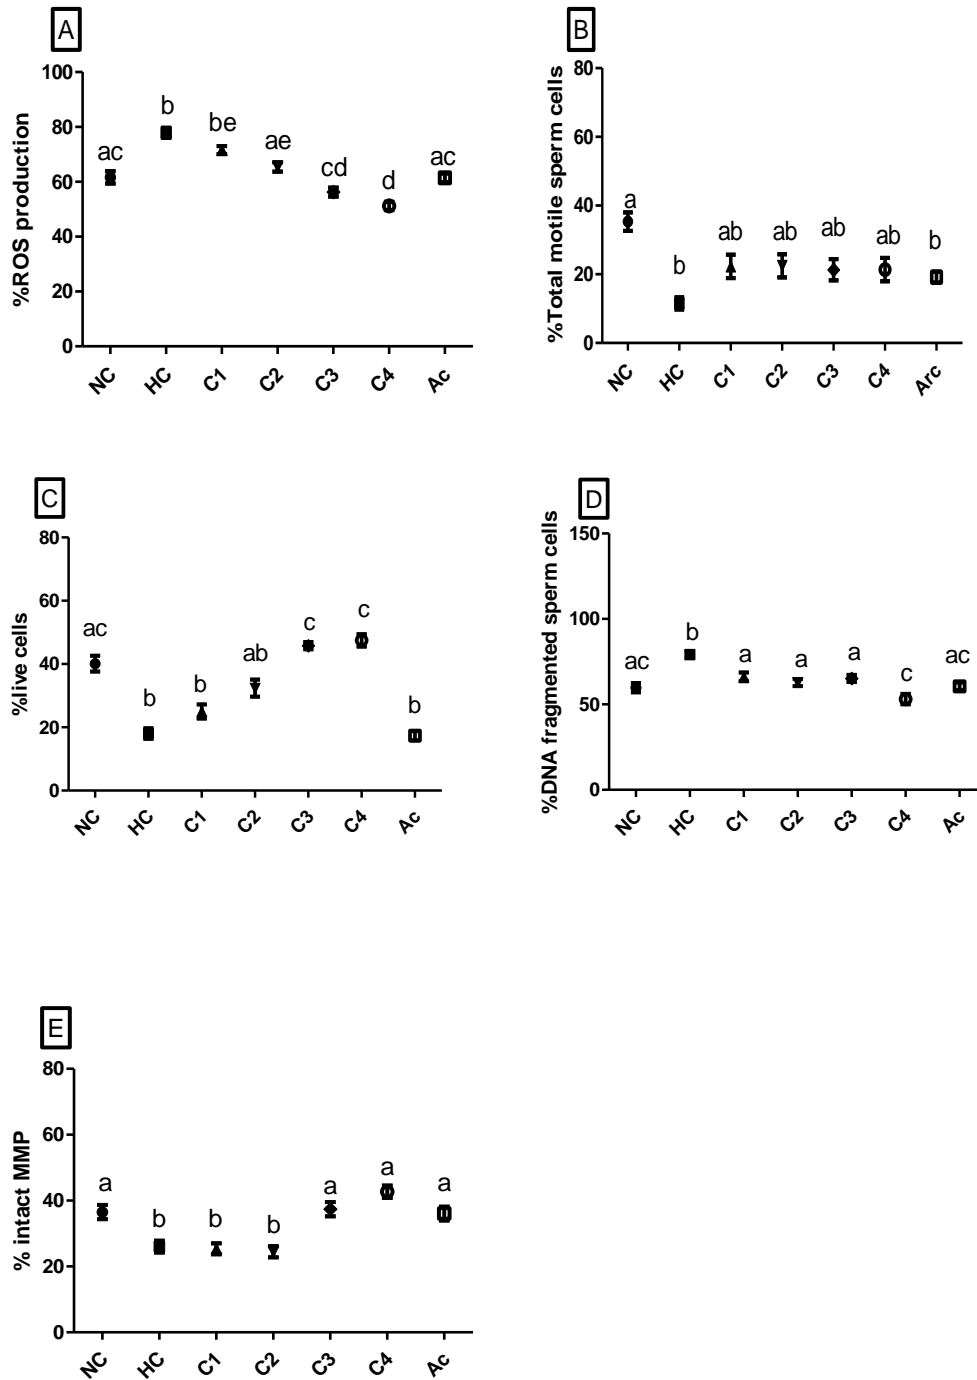 A
%ROS production
100
80
60
40
20
0
ac
b
be
ae
cd
d
ac
NC
HC
C1
C2
C3
C4
Ac
B
%Total motile sperm cells
80
60
40
20
0
a
b
ab
ab
ab
ab
b
NC
HC
C1
C2
C3
C4
Arc
C
%live cells
80
60
40
20
0
ac
b
b
ab
c
c
b
NC
HC
C1
C2
C3
C4
Ac
D
%DNA fragmented sperm cells
150
100
50
0
ac
b
a
a
a
c
ac
NC
HC
C1
C2
C3
C4
Ac
E
% intact MMP
80
60
40
20
0
a
b
b
b
a
a
a
NC
HC
C1
C2
C3
C4
Ac